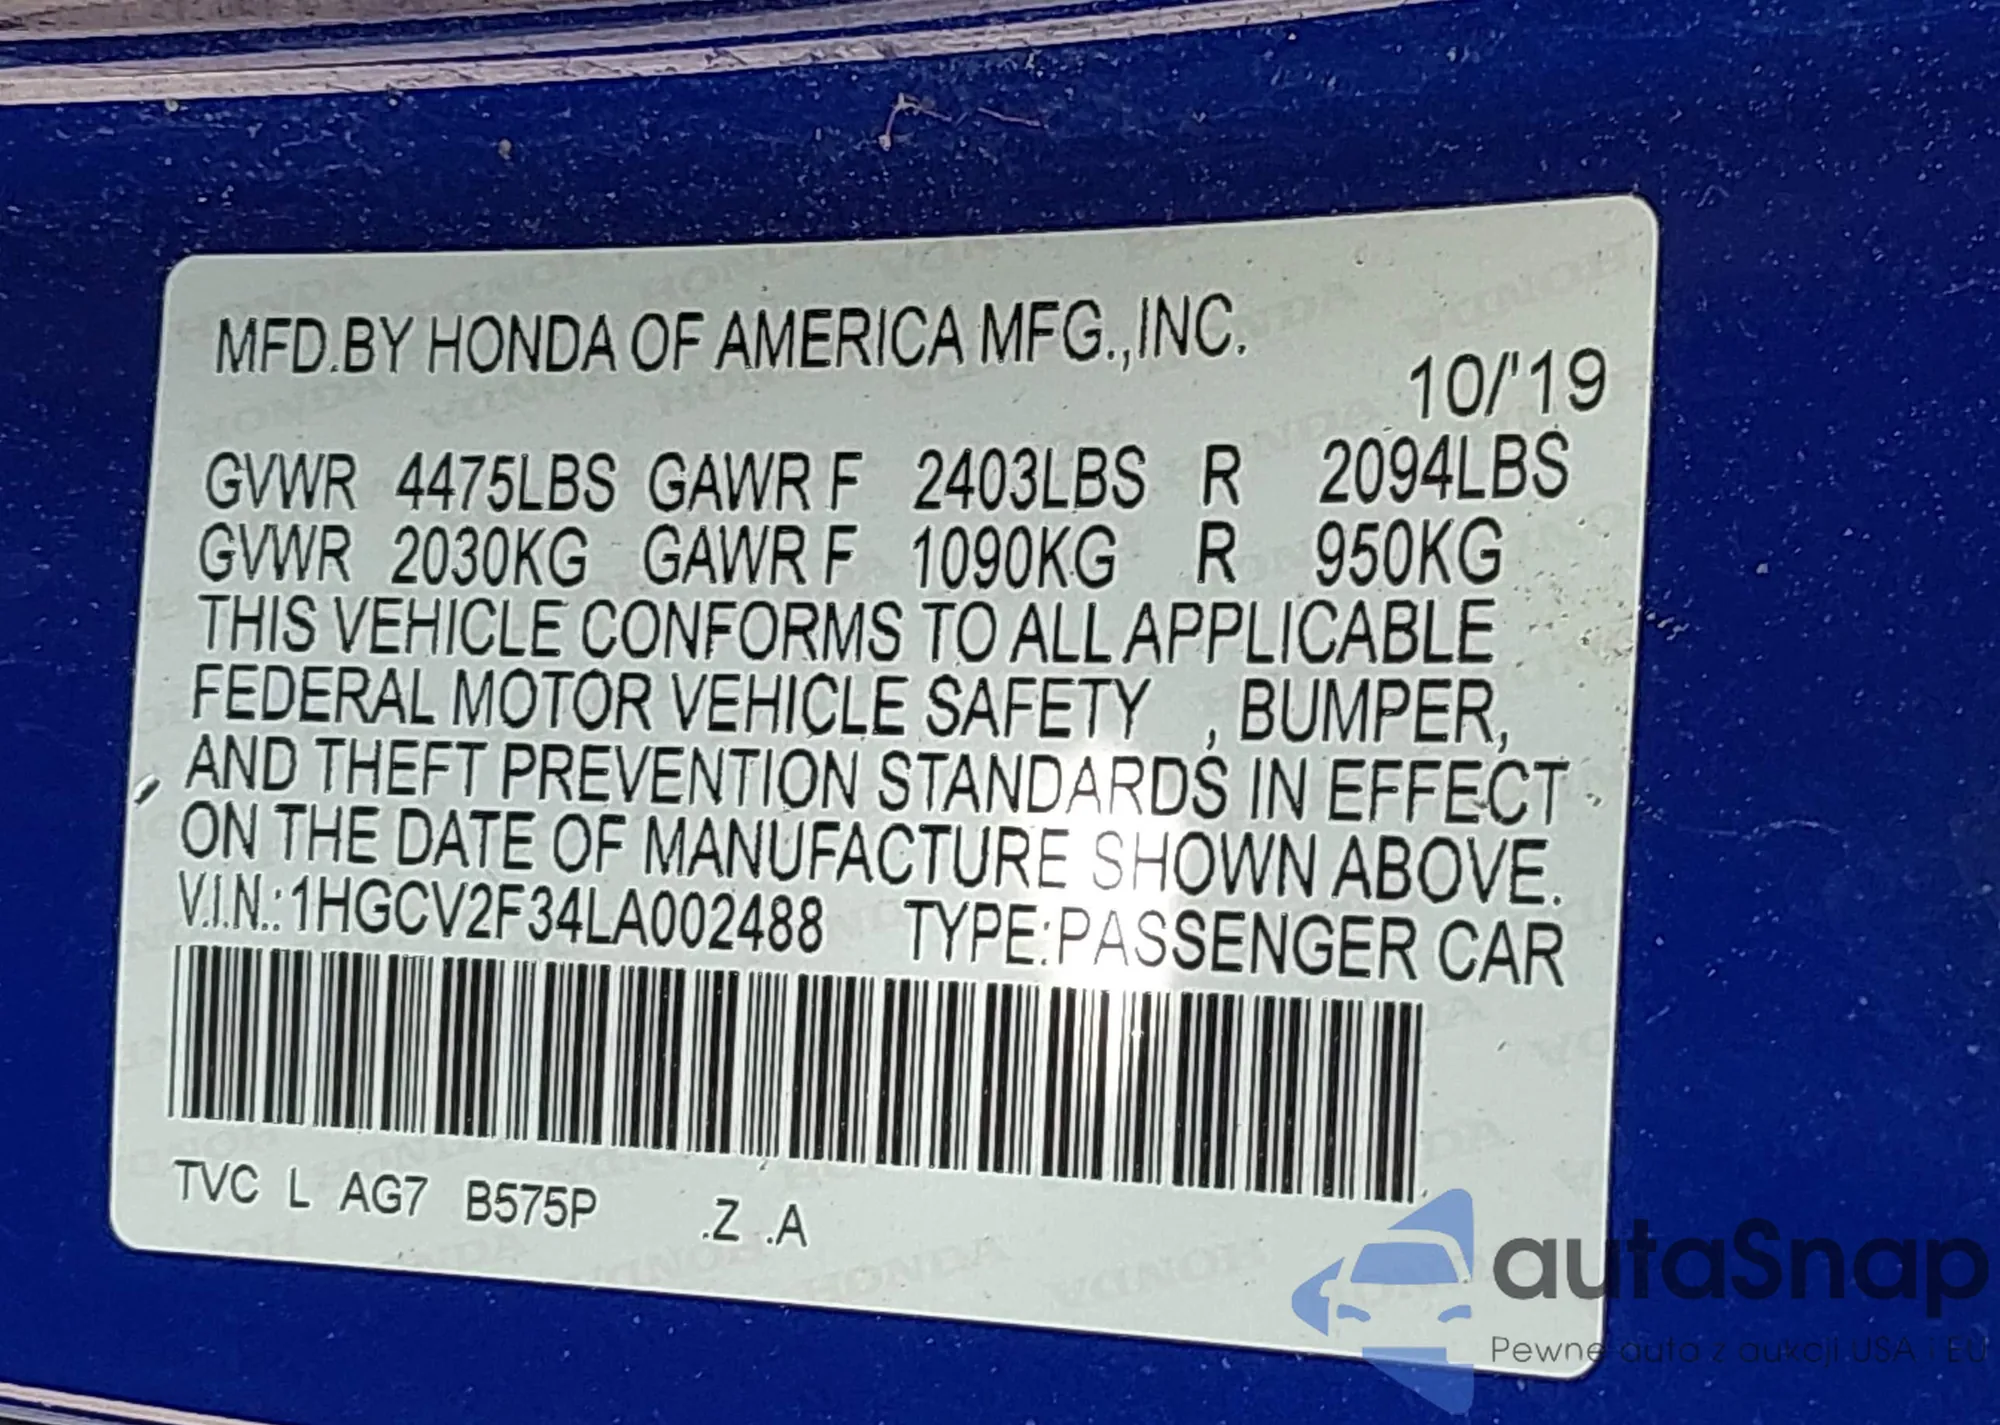 MFD.BY HONDA OF AMERICA MFG.,INC.
10/'19
GVWR 4475LBS GAWR F 2403LBS R 2094LBS
GVWR 2030KG GAWR F 1090KG R 950KG
THIS VEHICLE CONFORMS TO ALL APPLICABLE
FEDERAL MOTOR VEHICLE SAFETY , BUMPER,
AND THEFT PREVENTION STANDARDS IN EFFECT
ON THE DATE OF MANUFACTURE SHOWN ABOVE.
V.I.N.:1HGCV2F34LA002488 TYPE:PASSENGER CAR
TVC L AG7 B575P .Z .A
autaSnap
Pewne auta z aukcji USA i EU